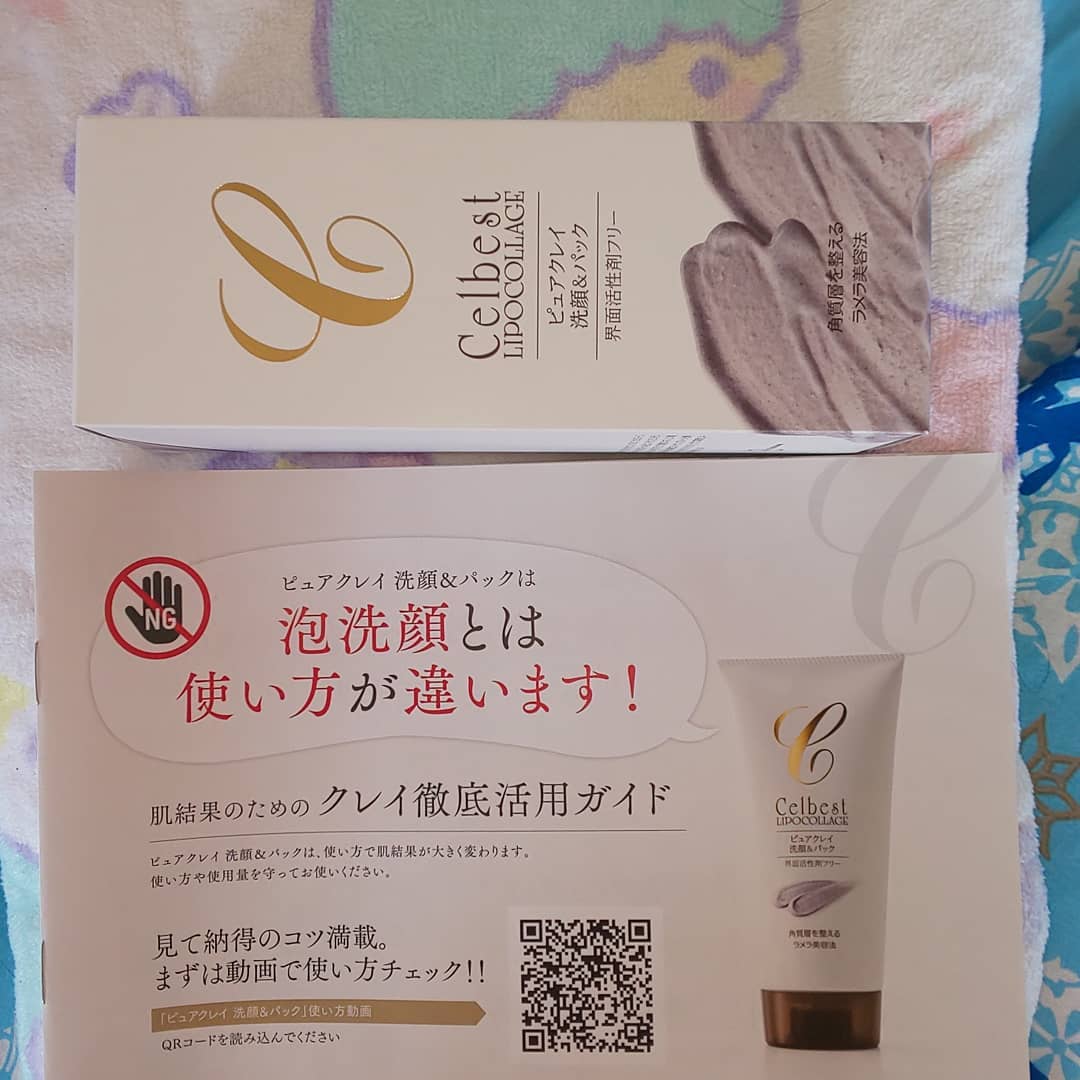 Celbest
LIPOCOLLAGE
ピュアクレイ
洗顔&パック
界面活性剤フリー
角質層を整える
ラメラ美容法
NG
ピュアクレイ 洗顔&パックは
泡洗顔とは
使い方が違います!
肌結果のための クレイ徹底活用ガイド
ピュアクレイ 洗顔&パックは、使い方で肌結果が大きく変わります。
使い方や使用量を守ってお使いください。
見て納得のコツ満載。
まずは動画で使い方チェック!!
「ピュアクレイ 洗顔&パック」使い方動画
QRコードを読み込んでください
Celbest
LIPOCOLLAGE
ピュアクレイ
洗顔&パック
界面活性剤フリー
角質層を整える
ラメラ美容法